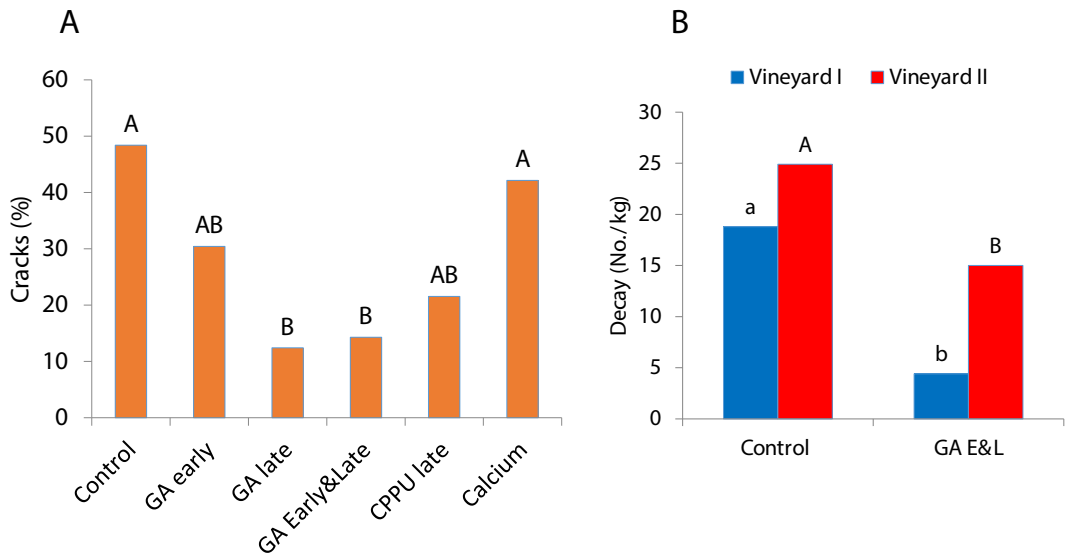 A
60
50
40
30
20
10
0
Cracks (%)
A
AB
B
B
AB
A
Control
GA early
GA late
GA Early&Late
CPPU late
Calcium
B
Vineyard I
Vineyard II
30
25
20
15
10
5
0
Decay (No./kg)
a
A
b
B
Control
GA E&L